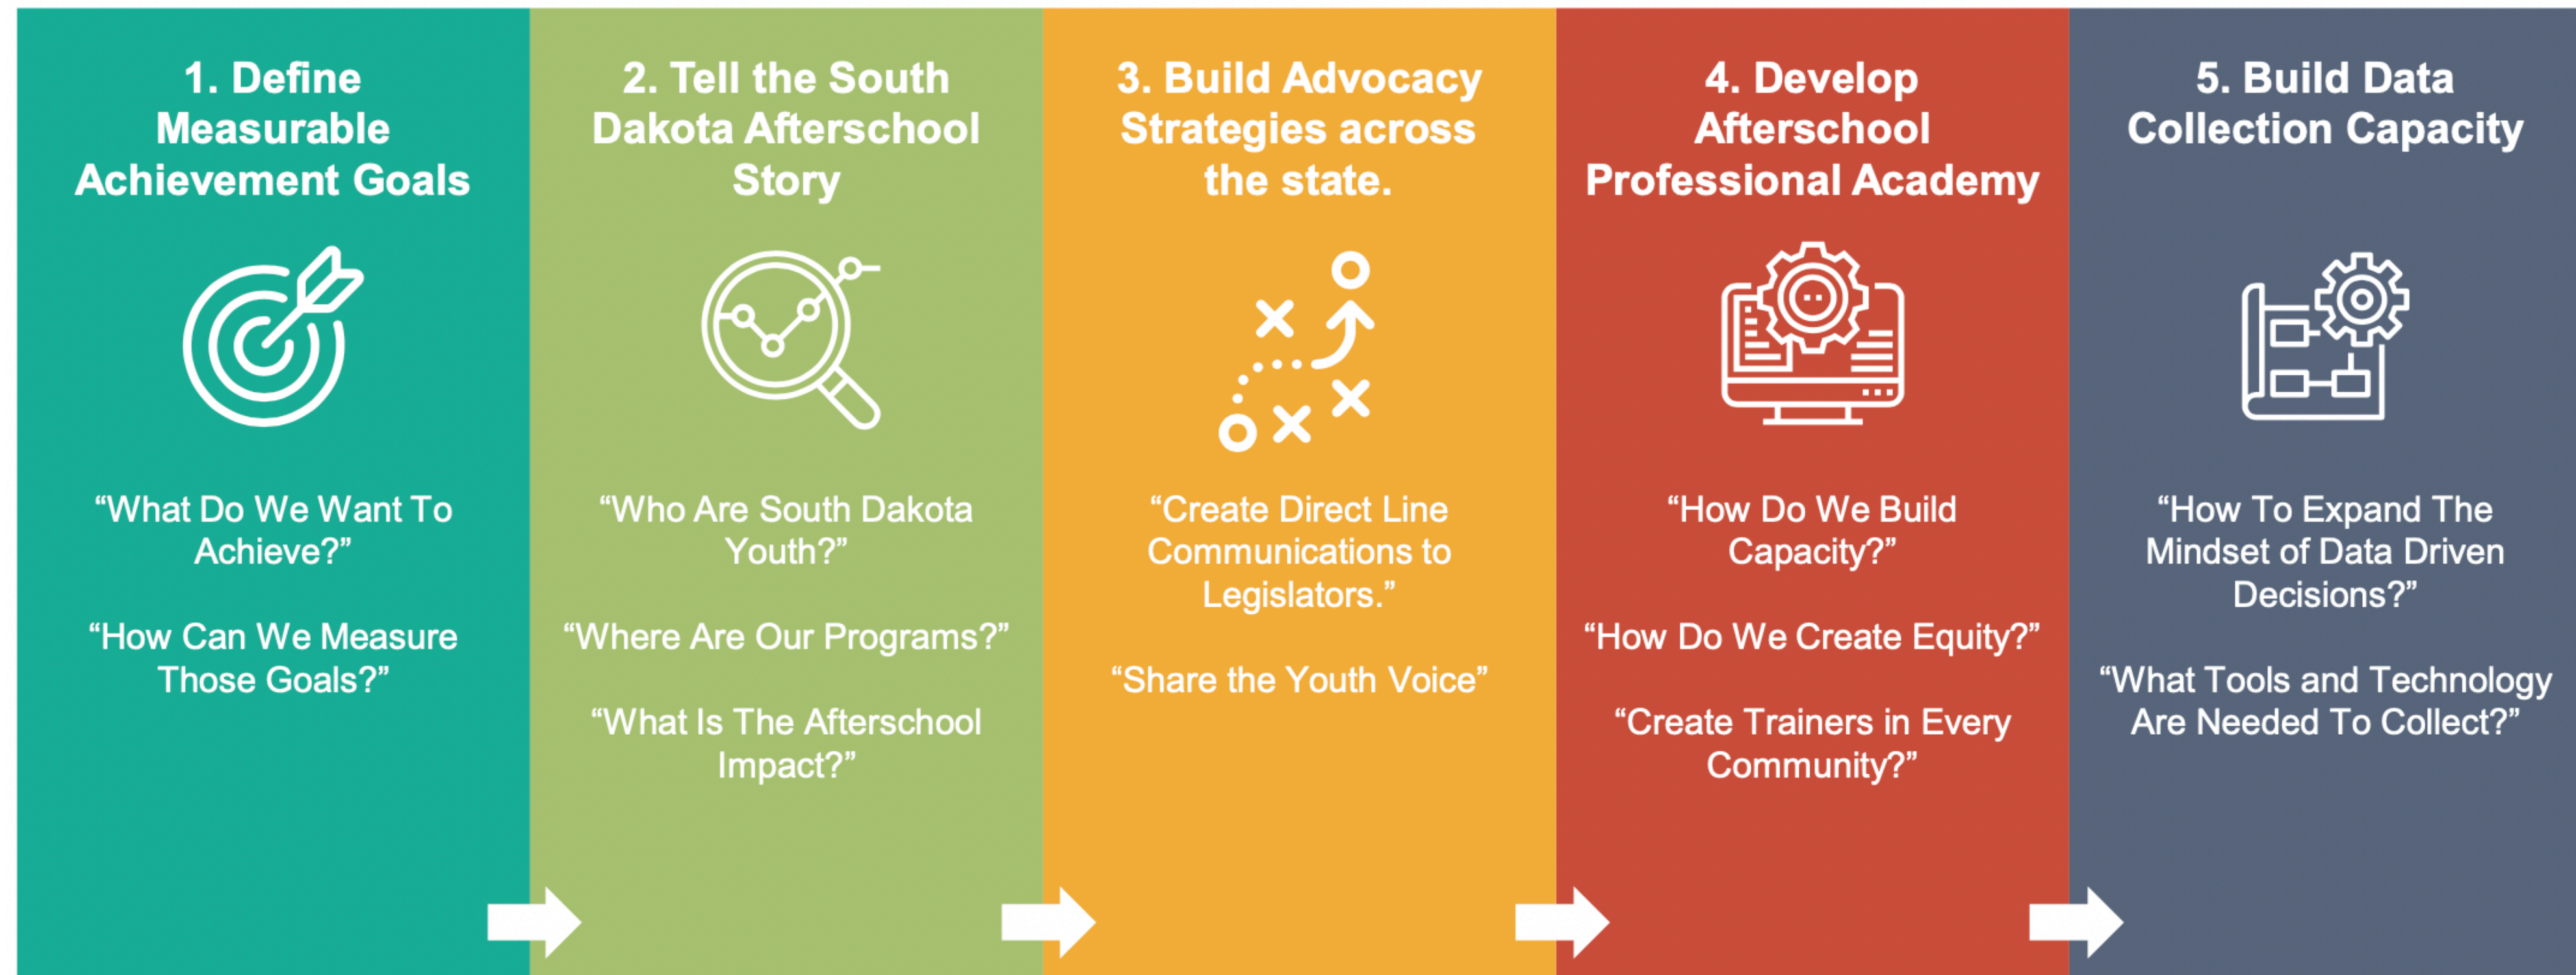 1. Define
Measurable
Achievement Goals
“What Do We Want To
Achieve?”
“How Can We Measure
Those Goals?”
2. Tell the South
Dakota Afterschool
Story
“Who Are South Dakota
Youth?”
“Where Are Our Programs?”
“What Is The Afterschool
Impact?”
3. Build Advocacy
Strategies across
the state.
“Create Direct Line
Communications to
Legislators.”
“Share the Youth Voice”
4. Develop
Afterschool
Professional Academy
“How Do We Build
Capacity?”
“How Do We Create Equity?”
“Create Trainers in Every
Community?”
5. Build Data
Collection Capacity
“How To Expand The
Mindset of Data Driven
Decisions?”
“What Tools and Technology
Are Needed To Collect?”